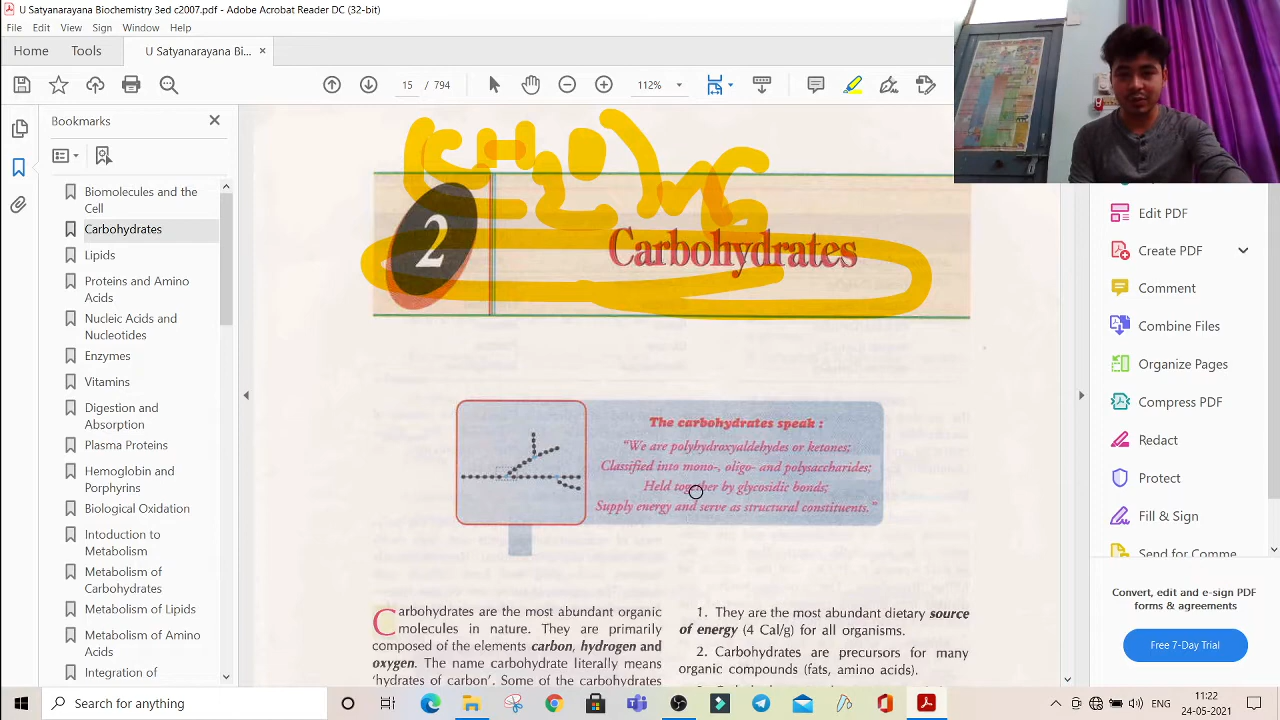 U Satyanarayana Biochemistry 3ed c2007.pdf - Adobe Acrobat Reader DC (32-bit)
File Edit View Sign Window Help
Home Tools U Satyanarayana Bi... ×
15 / 794 112%
Bookmarks
Biomolecules and the
Cell
Carbohydrates
Lipids
Proteins and Amino
Acids
Nucleic Acids and
Nucleotides
Enzymes
Vitamins
Digestion and
Absorption
Plasma Proteins
Hemoglobin and
Porphyrins
Biological Oxidation
Intoduction to
Metabolism
Metabolism of
Carbohydrates
Metabolism of Lipids
Metabolism of Amino
Acids
Integration of
2
Carbohydrates
The carbohydrates speak :
"We are polyhydroxyaldehydes or ketones;
Classified into mono-, oligo- and polysaccharides;
Held together by glycosidic bonds;
Supply energy and serve as structural constituents."
Carbohydrates are the most abundant organic
molecules in nature. They are primarily
composed of the elements carbon, hydrogen and
oxygen. The name carbohydrate literally means
'hydrates of carbon'. Some of the carbohydrates
1. They are the most abundant dietary source
of energy (4 Cal/g) for all organisms.
2. Carbohydrates are precursors for many
organic compounds (fats, amino acids).
Edit PDF
Create PDF
Comment
Combine Files
Organize Pages
Compress PDF
Redact
Protect
Fill & Sign
Send for Comme
Convert, edit and e-sign PDF
forms & agreements
Free 7-Day Trial
Type here to search
ENG
11:22
24-05-2021